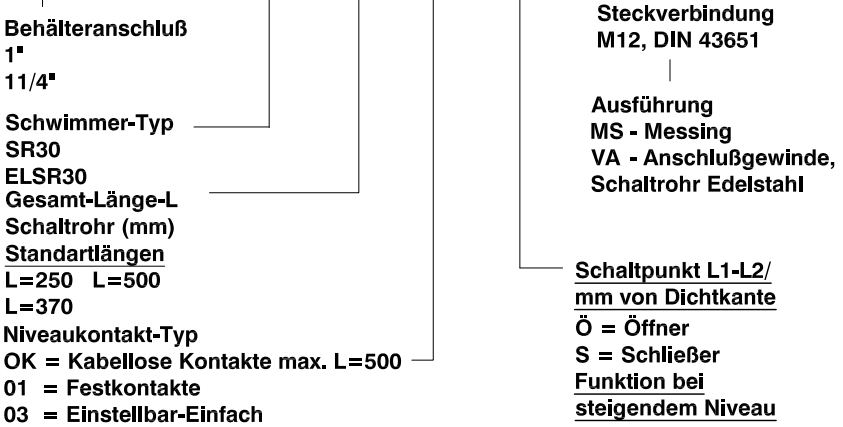 Behälteranschluß
1"
11/4"
Schwimmer-Typ
SR30
ELSR30
Gesamt-Länge-L
Schaltrohr (mm)
Standartlängen
L=250 L=500
L=370
Niveaukontakt-Typ
OK = Kabellose Kontakte max. L=500
01 = Festkontakte
03 = Einstellbar-Einfach
Steckverbindung
M12, DIN 43651
Ausführung
MS - Messing
VA - Anschlußgewinde,
Schaltrohr Edelstahl
Schaltpunkt L1-L2/
mm von Dichtkante
Ö = Öffner
S = Schließer
Funktion bei
steigendem Niveau